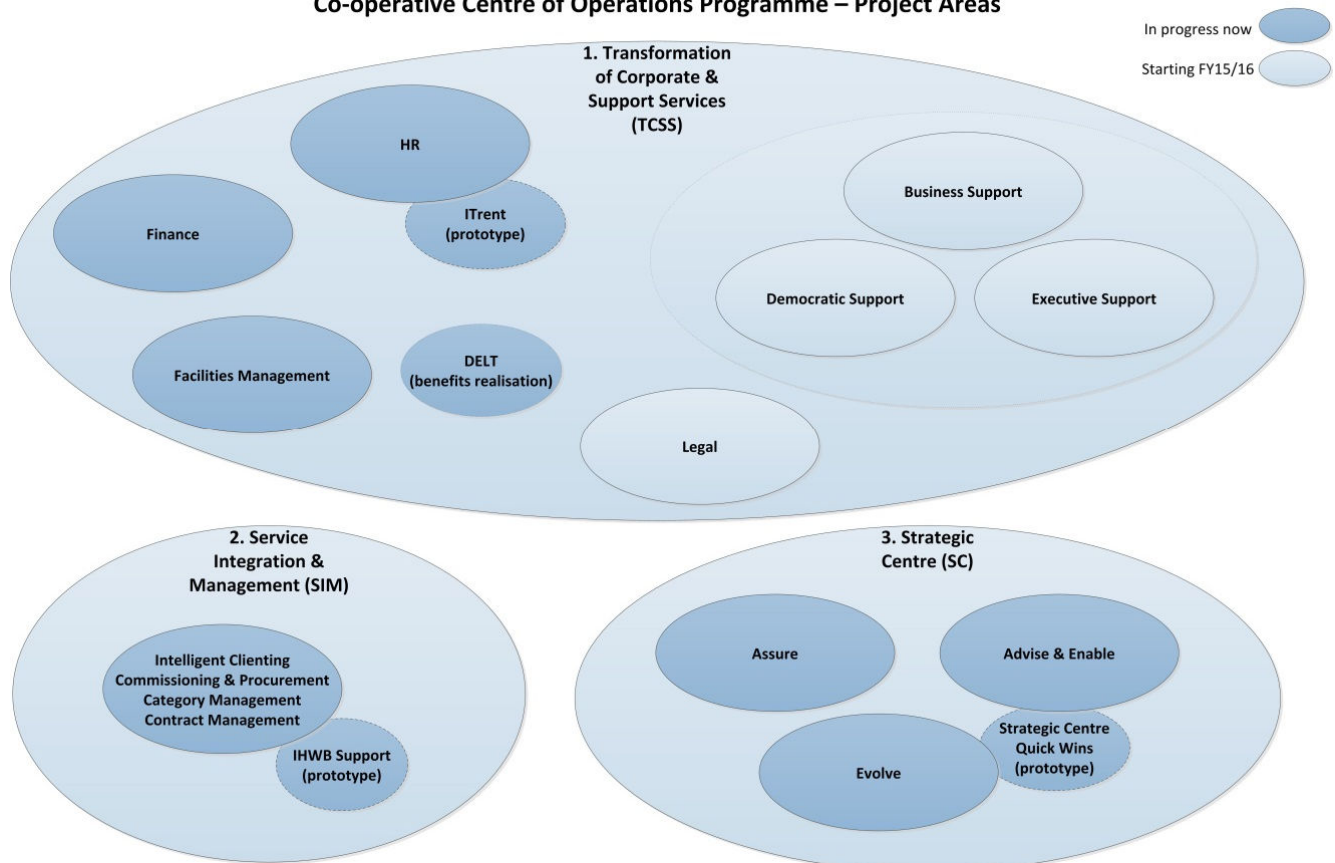 Co-operative Centre of Operations Programme – Project Areas
In progress now
Starting FY15/16
1. Transformation
of Corporate &
Support Services
(TCSS)
HR
ITrent
(prototype)
Finance
Business Support
Democratic Support
Executive Support
Facilities Management
DELT
(benefits realisation)
Legal
2. Service
Integration &
Management (SIM)
Intelligent Clienting
Commissioning & Procurement
Category Management
Contract Management
IHWB Support
(prototype)
3. Strategic
Centre (SC)
Assure
Advise & Enable
Evolve
Strategic Centre
Quick Wins
(prototype)